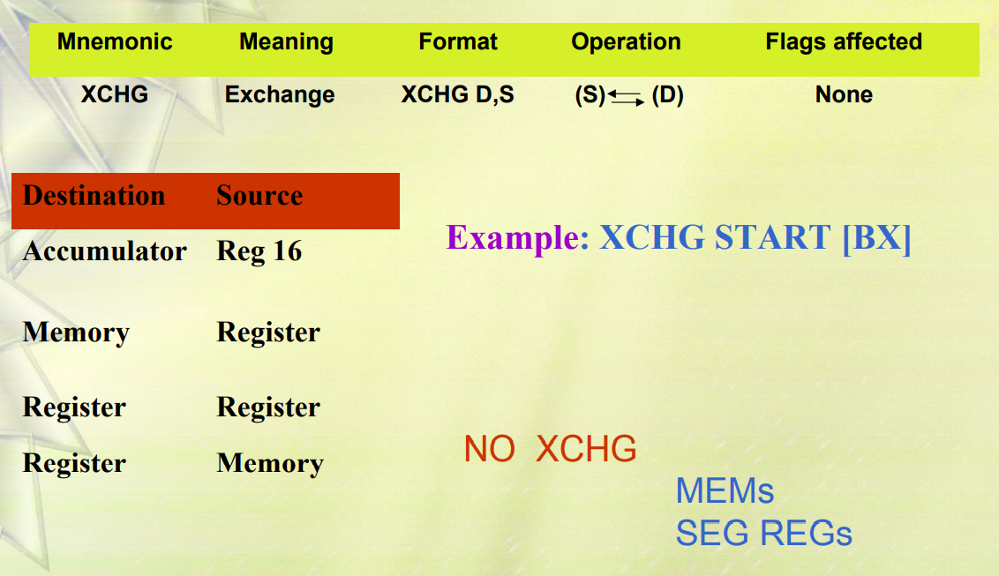 Mnemonic Meaning Format Operation Flags affected
XCHG Exchange XCHG D,S (S) (D) None
Destination Source
Accumulator Reg 16
Example: XCHG START [BX]
Memory Register
Register Register
Register Memory
NO XCHG
MEMs
SEG REGs